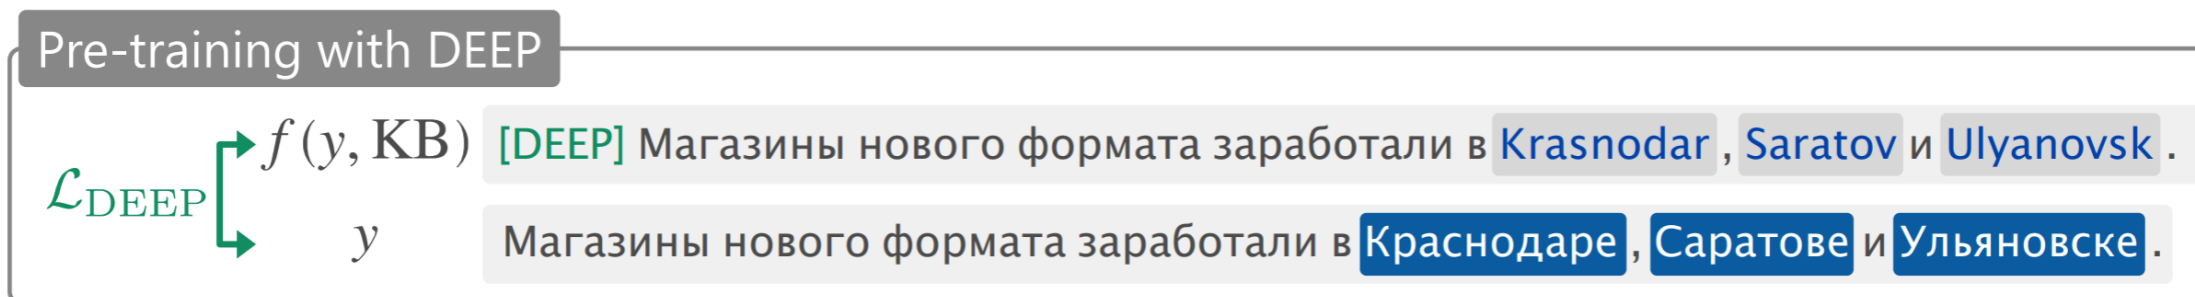 Pre-training with DEEP
f(y, KB) [DEEP] Магазины нового формата заработали в Krasnodar , Saratov и Ulyanovsk .
ℒDEEP
y Магазины нового формата заработали в Краснодаре , Саратове и Ульяновске .